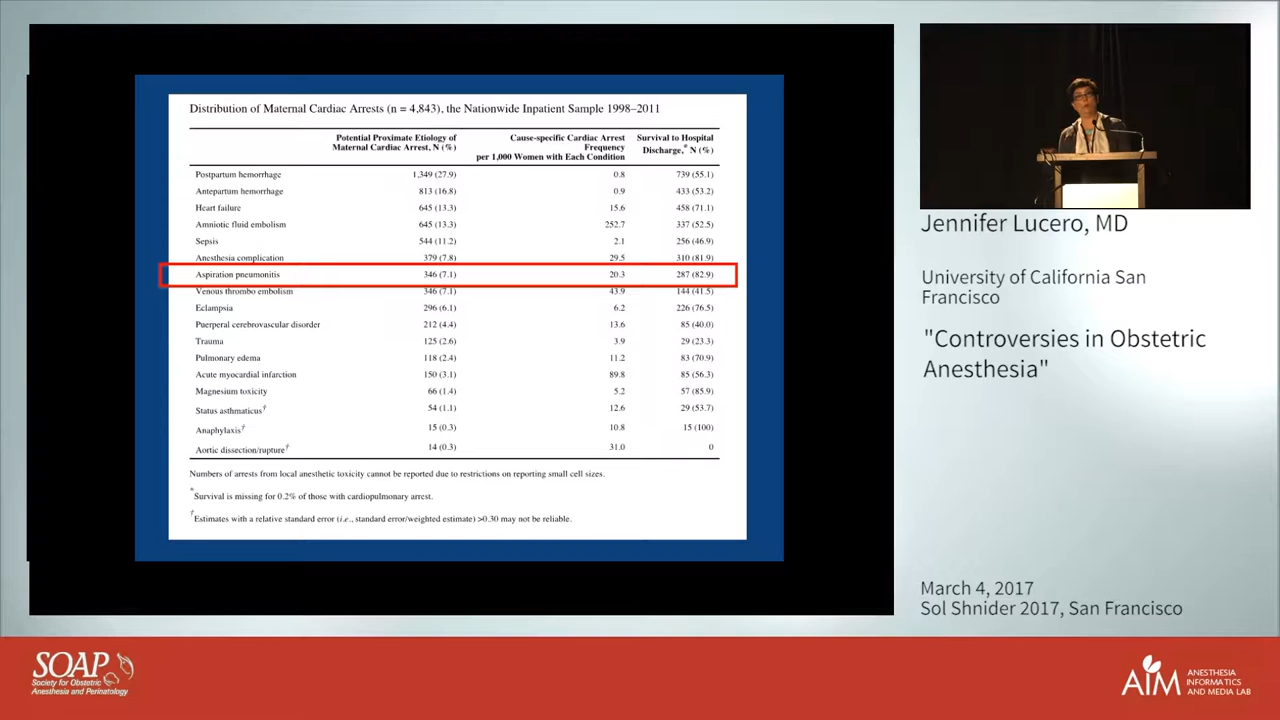 Distribution of Maternal Cardiac Arrests (n = 4,843), the Nationwide Inpatient Sample 1998–2011
Potential Proximate Etiology of Maternal Cardiac Arrest, N (%)
Cause-specific Cardiac Arrest Frequency per 1,000 Women with Each Condition
Survival to Hospital Discharge,* N (%)
Postpartum hemorrhage 1,349 (27.9) 0.8 739 (55.1)
Antepartum hemorrhage 813 (16.8) 0.9 433 (53.2)
Heart failure 645 (13.3) 15.6 458 (71.1)
Amniotic fluid embolism 645 (13.3) 252.7 337 (52.5)
Sepsis 544 (11.2) 2.1 256 (46.9)
Anesthesia complication 379 (7.8) 29.5 310 (81.9)
Aspiration pneumonitis 346 (7.1) 20.3 287 (82.9)
Venous thrombo embolism 346 (7.1) 43.9 144 (41.5)
Eclampsia 296 (6.1) 6.2 226 (76.5)
Puerperal cerebrovascular disorder 212 (4.4) 13.6 85 (40.0)
Trauma 125 (2.6) 3.9 29 (23.3)
Pulmonary edema 118 (2.4) 11.2 83 (70.9)
Acute myocardial infarction 150 (3.1) 89.8 85 (56.3)
Magnesium toxicity 66 (1.4) 5.2 57 (85.9)
Status asthmaticus† 54 (1.1) 12.6 29 (53.7)
Anaphylaxis† 15 (0.3) 10.8 15 (100)
Aortic dissection/rupture† 14 (0.3) 31.0 0
Numbers of arrests from local anesthetic toxicity cannot be reported due to restrictions on reporting small cell sizes.
*Survival is missing for 0.2% of those with cardiopulmonary arrest.
†Estimates with a relative standard error (i.e., standard error/weighted estimate) >0.30 may not be reliable.
Jennifer Lucero, MD
University of California San
Francisco
"Controversies in Obstetric
Anesthesia"
March 4, 2017
Sol Shnider 2017, San Francisco
SOAP
Society for Obstetric
Anesthesia and Perinatology
AIM
ANESTHESIA
INFORMATICS
AND MEDIA LAB